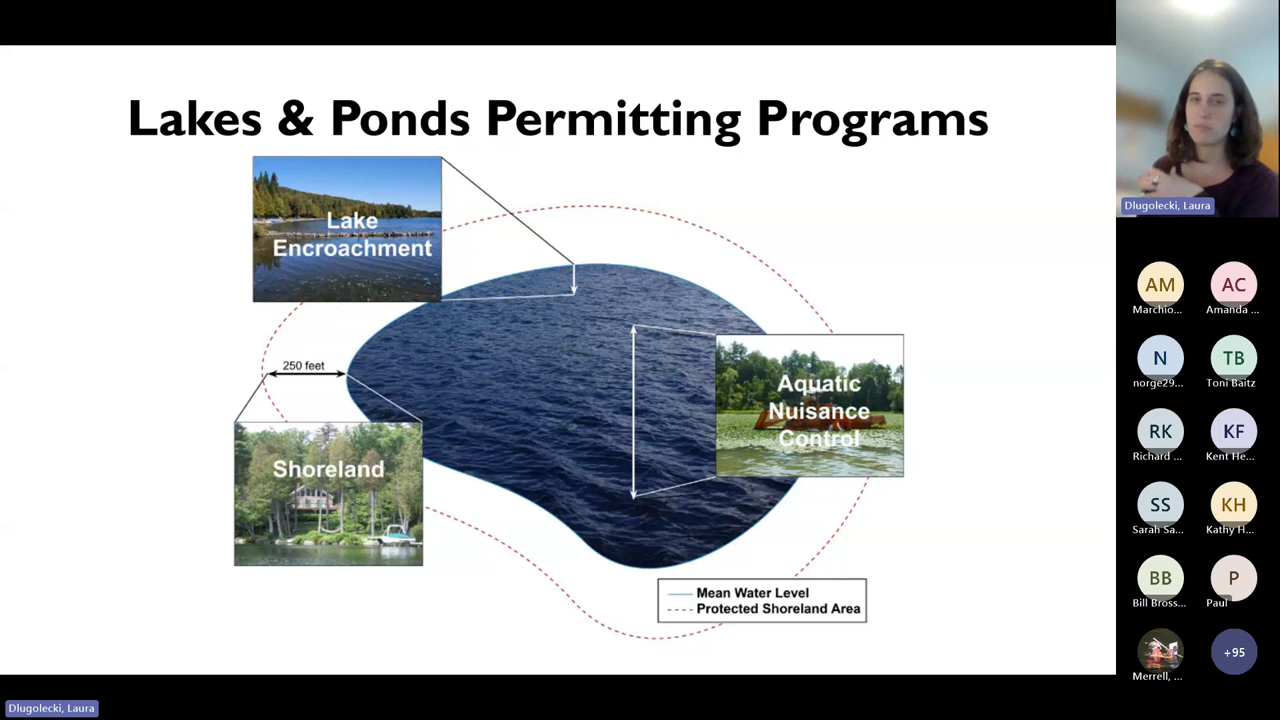 Lakes & Ponds Permitting Programs
Lake
Encroachment
250 feet
Aquatic
Nuisance
Control
Shoreland
Mean Water Level
Protected Shoreland Area
Dlugolecki, Laura
AM
AC
Marchio...
Amanda ...
N
TB
norge29...
Toni Baitz
RK
KF
Richard ...
Kent He...
SS
KH
Sarah Sa...
Kathy H...
BB
P
Bill Bross...
Paul
+95
Merrell, ...
Dlugolecki, Laura